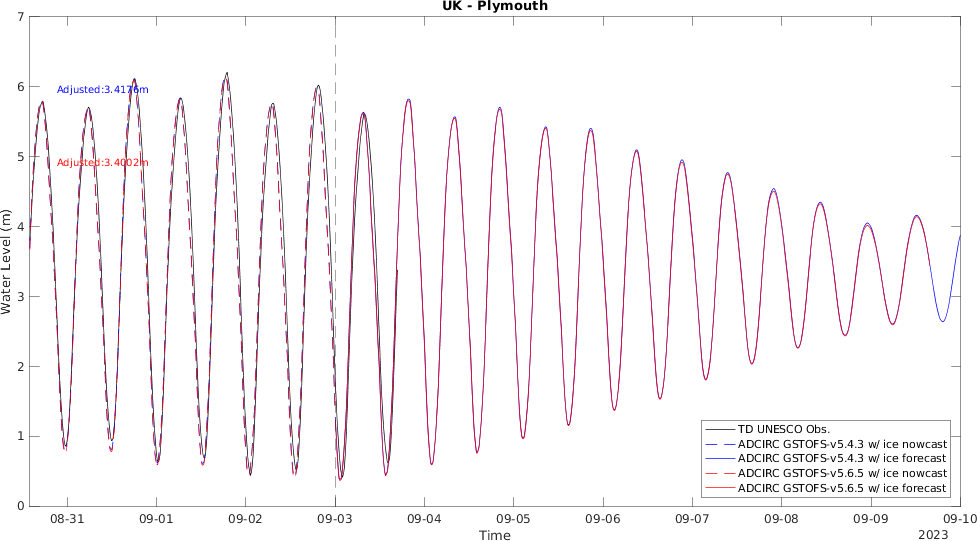 UK - Plymouth
7
6
5
4
3
2
1
0
Water Level (m)
Adjusted:3.4176m
Adjusted:3.4002m
TD UNESCO Obs.
ADCIRC GSTOFS-v5.4.3 w/ ice nowcast
ADCIRC GSTOFS-v5.4.3 w/ ice forecast
ADCIRC GSTOFS-v5.6.5 w/ ice nowcast
ADCIRC GSTOFS-v5.6.5 w/ ice forecast
08-31 09-01 09-02 09-03 09-04 09-05 09-06 09-07 09-08 09-09 09-10
Time
2023